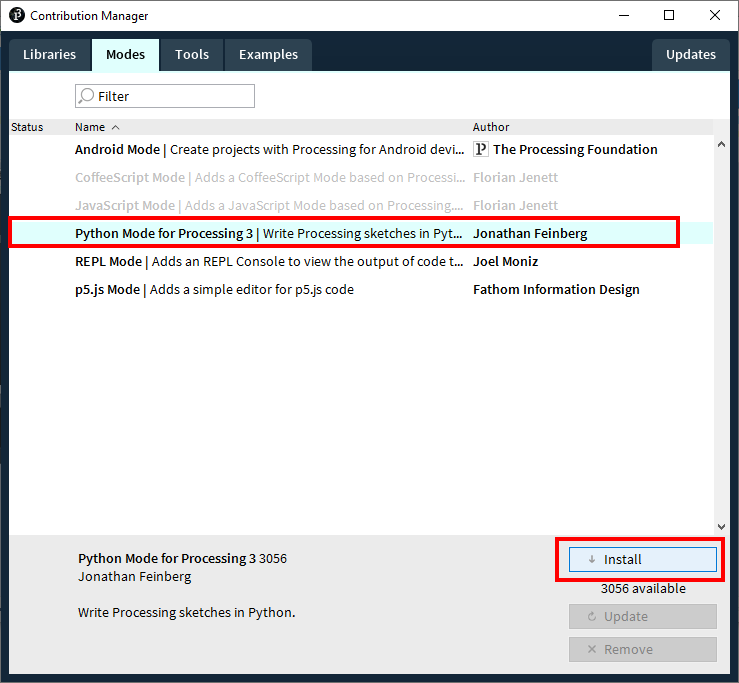 Contribution Manager
Libraries Modes Tools Examples Updates
Filter
Status Name Author
Android Mode | Create projects with Processing for Android devi... The Processing Foundation
CoffeeScript Mode | Adds a CoffeeScript Mode based on Processi... Florian Jenett
JavaScript Mode | Adds a JavaScript Mode based on Processing.... Florian Jenett
Python Mode for Processing 3 | Write Processing sketches in Pyt... Jonathan Feinberg
REPL Mode | Adds an REPL Console to view the output of code t... Joel Moniz
p5.js Mode | Adds a simple editor for p5.js code Fathom Information Design
Python Mode for Processing 3 3056
Jonathan Feinberg
Write Processing sketches in Python.
Install
3056 available
Update
Remove